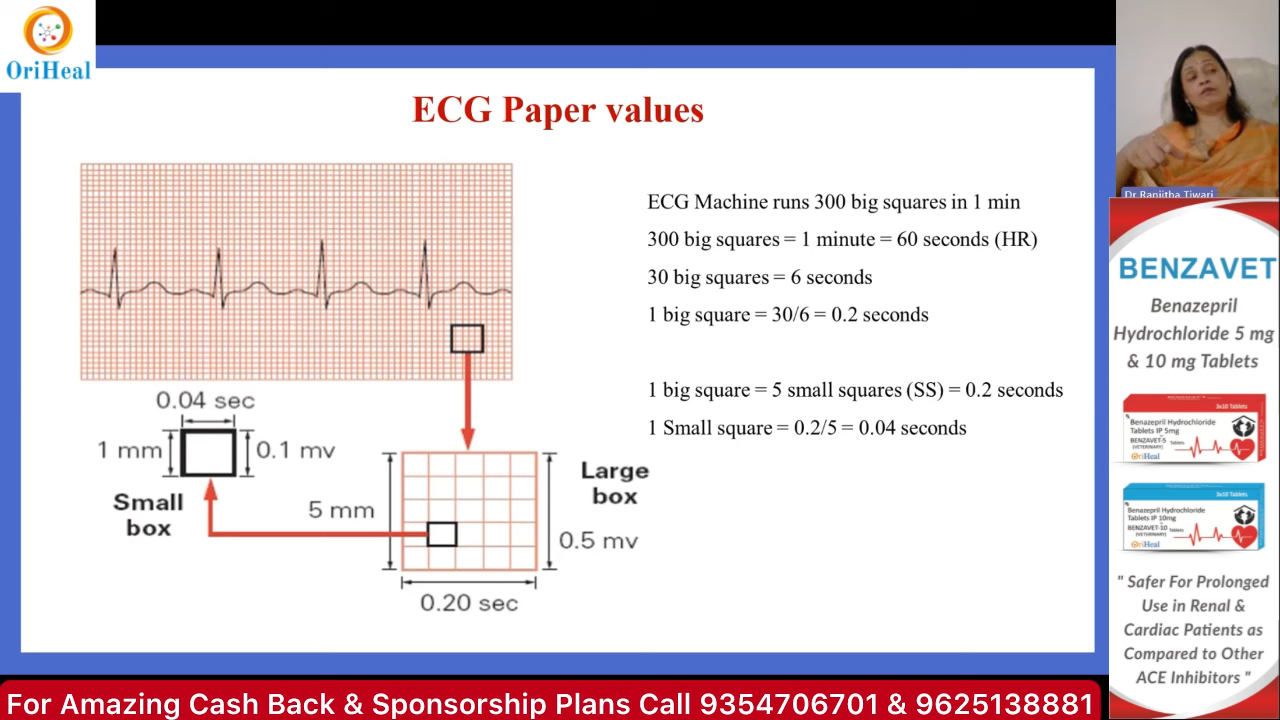 OriHeal
ECG Paper values
ECG Machine runs 300 big squares in 1 min
300 big squares = 1 minute = 60 seconds (HR)
30 big squares = 6 seconds
1 big square = 30/6 = 0.2 seconds
1 big square = 5 small squares (SS) = 0.2 seconds
1 Small square = 0.2/5 = 0.04 seconds
0.04 sec
1 mm
0.1 mv
Small
box
5 mm
Large
box
0.5 mv
0.20 sec
Dr Ranjitha Tiwari
BENZAVET
Benazepril
Hydrochloride 5 mg
& 10 mg Tablets
3x10 Tablets
Benazepril Hydrochloride
Tablets IP 5mg
BENZAVET-5 Tablets
(VETERINARY)
OriHeal
3x10 Tablets
Benazepril Hydrochloride
Tablets IP 10mg
BENZAVET-10 Tablets
(VETERINARY)
OriHeal
" Safer For Prolonged
Use in Renal &
Cardiac Patients as
Compared to Other
ACE Inhibitors "
For Amazing Cash Back & Sponsorship Plans Call 9354706701 & 9625138881